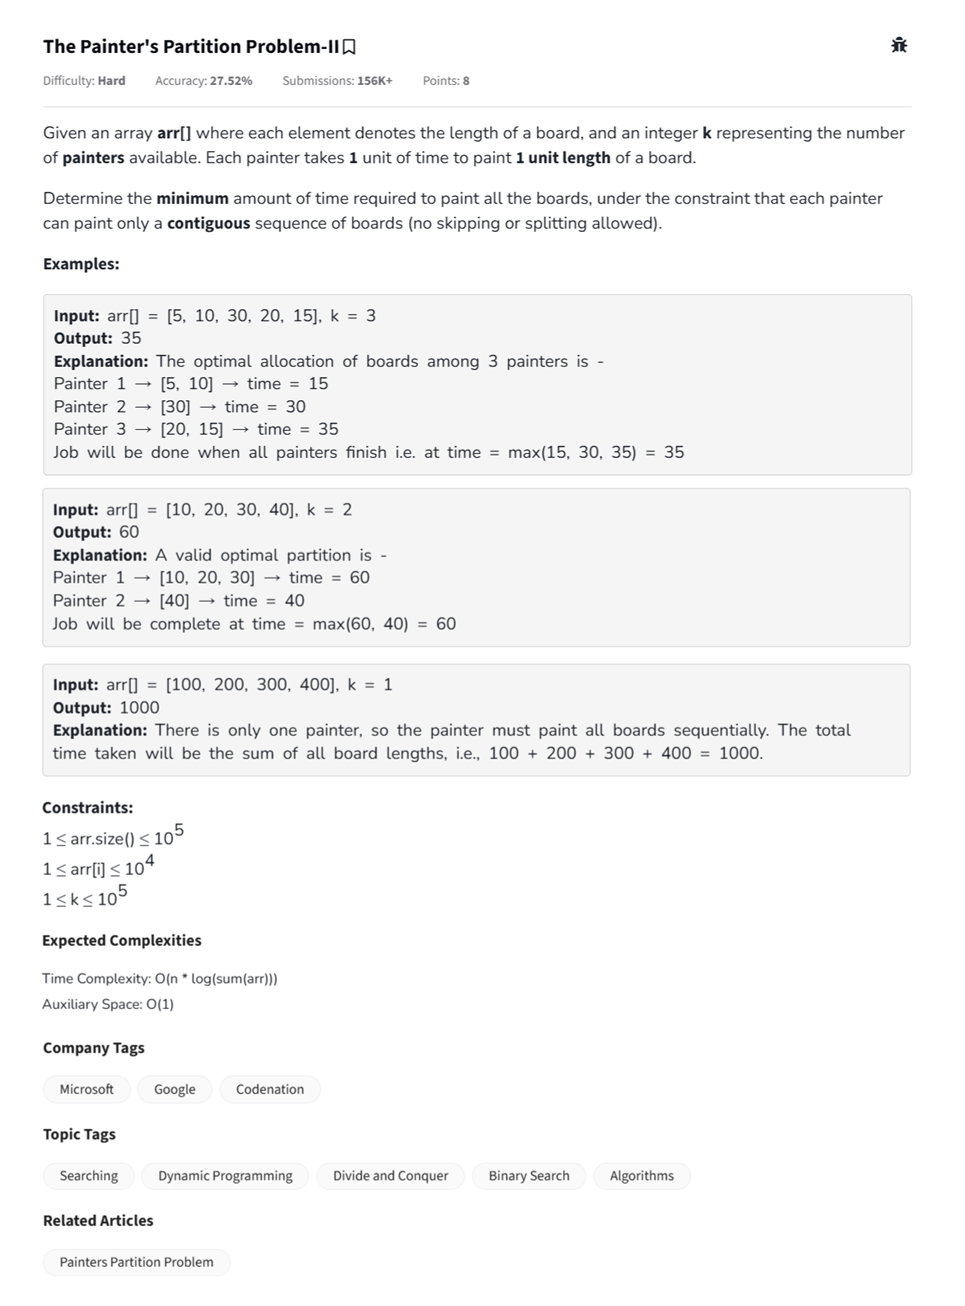 The Painter's Partition Problem-II
Difficulty: Hard Accuracy: 27.52% Submissions: 156K+ Points: 8
Given an array arr[] where each element denotes the length of a board, and an integer k representing the number
of painters available. Each painter takes 1 unit of time to paint 1 unit length of a board.
Determine the minimum amount of time required to paint all the boards, under the constraint that each painter
can paint only a contiguous sequence of boards (no skipping or splitting allowed).
Examples:
Input: arr[] = [5, 10, 30, 20, 15], k = 3
Output: 35
Explanation: The optimal allocation of boards among 3 painters is -
Painter 1 → [5, 10] → time = 15
Painter 2 → [30] → time = 30
Painter 3 → [20, 15] → time = 35
Job will be done when all painters finish i.e. at time = max(15, 30, 35) = 35
Input: arr[] = [10, 20, 30, 40], k = 2
Output: 60
Explanation: A valid optimal partition is -
Painter 1 → [10, 20, 30] → time = 60
Painter 2 → [40] → time = 40
Job will be complete at time = max(60, 40) = 60
Input: arr[] = [100, 200, 300, 400], k = 1
Output: 1000
Explanation: There is only one painter, so the painter must paint all boards sequentially. The total
time taken will be the sum of all board lengths, i.e., 100 + 200 + 300 + 400 = 1000.
Constraints:
1 ≤ arr.size() ≤ 10⁵
1 ≤ arr[i] ≤ 10⁴
1 ≤ k ≤ 10⁵
Expected Complexities
Time Complexity: O(n * log(sum(arr)))
Auxiliary Space: O(1)
Company Tags
Microsoft Google Codenation
Topic Tags
Searching Dynamic Programming Divide and Conquer Binary Search Algorithms
Related Articles
Painters Partition Problem